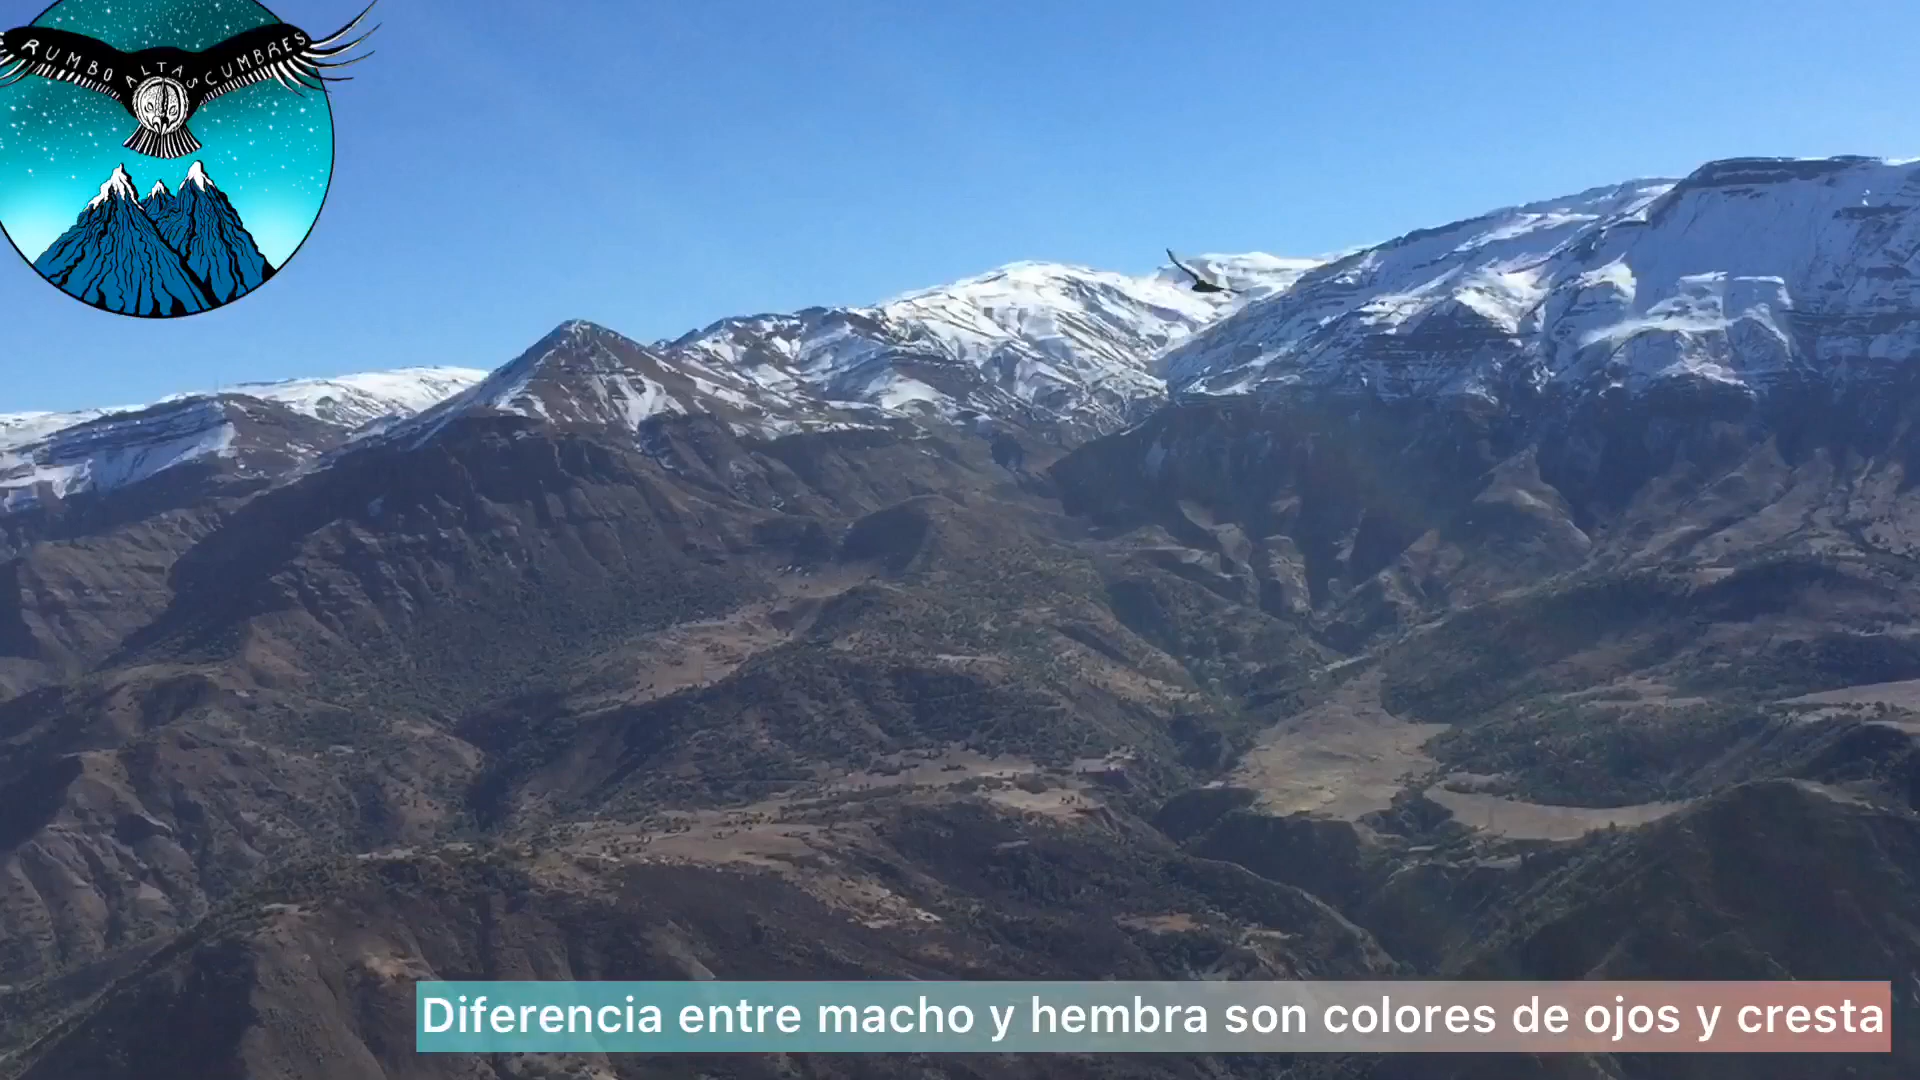 RUMBO ALTAS CUMBRES
Diferencia entre macho y hembra son colores de ojos y cresta